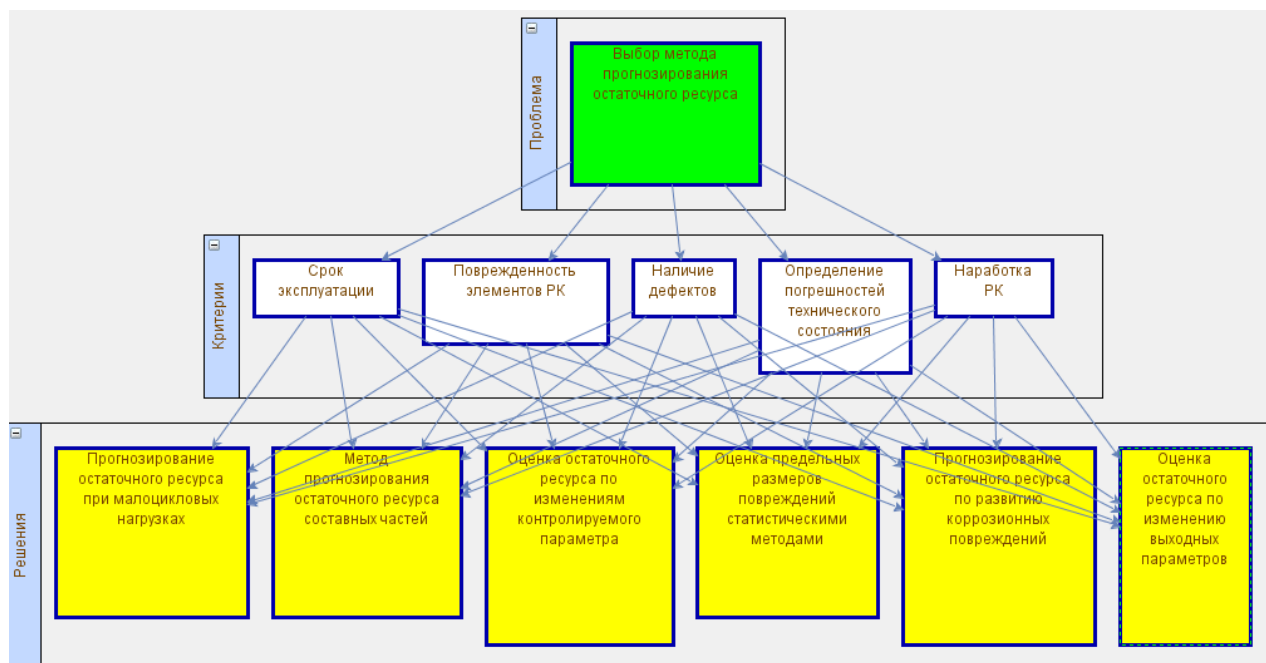 Проблема
Выбор метода
прогнозирования
остаточного ресурса
Критерии
Срок
эксплуатации
Поврежденность
элементов РК
Наличие
дефектов
Определение
погрешностей
технического
состояния
Наработка
РК
Решения
Прогнозирование
остаточного ресурса
при малоцикловых
нагрузках
Метод
прогнозирования
остаточного ресурса
составных частей
Оценка остаточного
ресурса по
изменениям
контролируемого
параметра
Оценка предельных
размеров
повреждений
статистическими
методами
Прогнозирование
остаточного ресурса
по развитию
коррозионных
повреждений
Оценка
остаточного
ресурса по
изменению
выходных
параметров